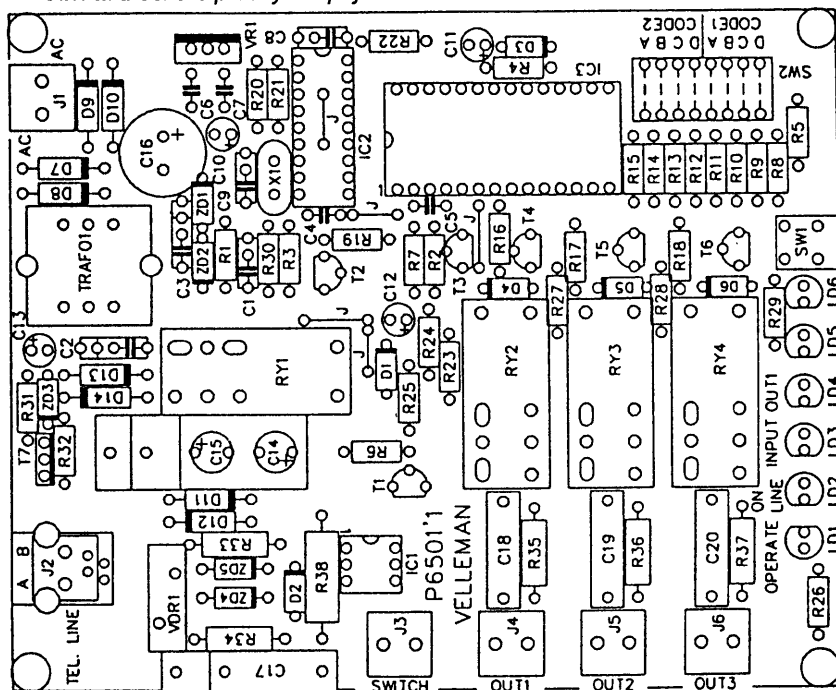 AC
J1
AC
D9
D10
VR1
C8
R22
C11
D3
R4
IC3
CODE2
CODE1
D C B A
D C B A
SW2
R5
C6
C7
R20
R21
J
IC2
C16
+
C10
X10
C9
D7
D8
ZD1
ZD2
C3
R1
C1
R30
R3
C4
R19
T2
J
C5
J
R7
R2
T3
R16
T4
R15
R14
R13
R12
R11
R10
R9
R8
R17
T5
R18
T6
SW1
TRAFO1
C13
C2
D13
D14
R31
ZD3
T7
R32
RY1
J
J
C12
D1
R25
R24
R23
D4
R27
D5
R28
D6
R29
RY2
RY3
RY4
LD6
LD5
LD4
LD3
LD2
LD1
OUT1
INPUT
LINE
ON
OPERATE
C15
C14
R6
T1
D11
D12
R33
ZD5
ZD4
D2
R38
IC1
VDR1
R34
C17
A B
J2
TEL. LINE
P6501'1
VELLEMAN
C18
R35
C19
R36
C20
R37
R26
J3
J4
J5
J6
SWITCH
OUT1
OUT2
OUT3